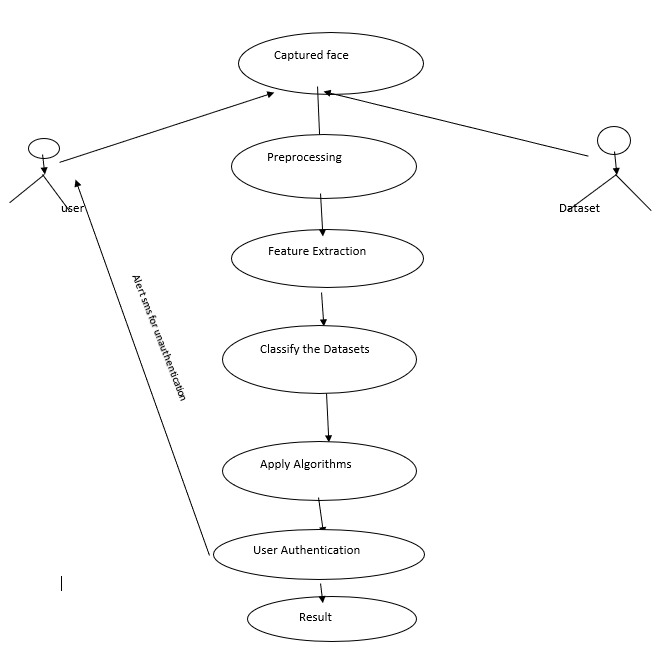 Captured face
Preprocessing
user
Dataset
Feature Extraction
Alert sms for unauthentication
Classify the Datasets
Apply Algorithms
User Authentication
Result